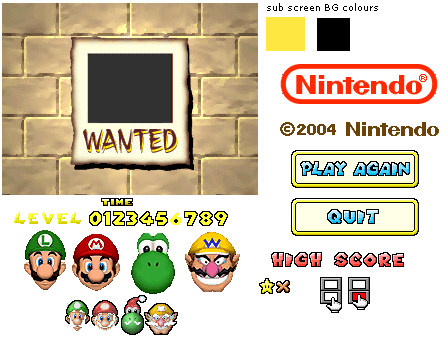 sub screen BG colours
Nintendo®
©2004 Nintendo
WANTED
PLAY AGAIN
TIME
LEVEL 012345.789
QUIT
HIGH SCORE
L M W